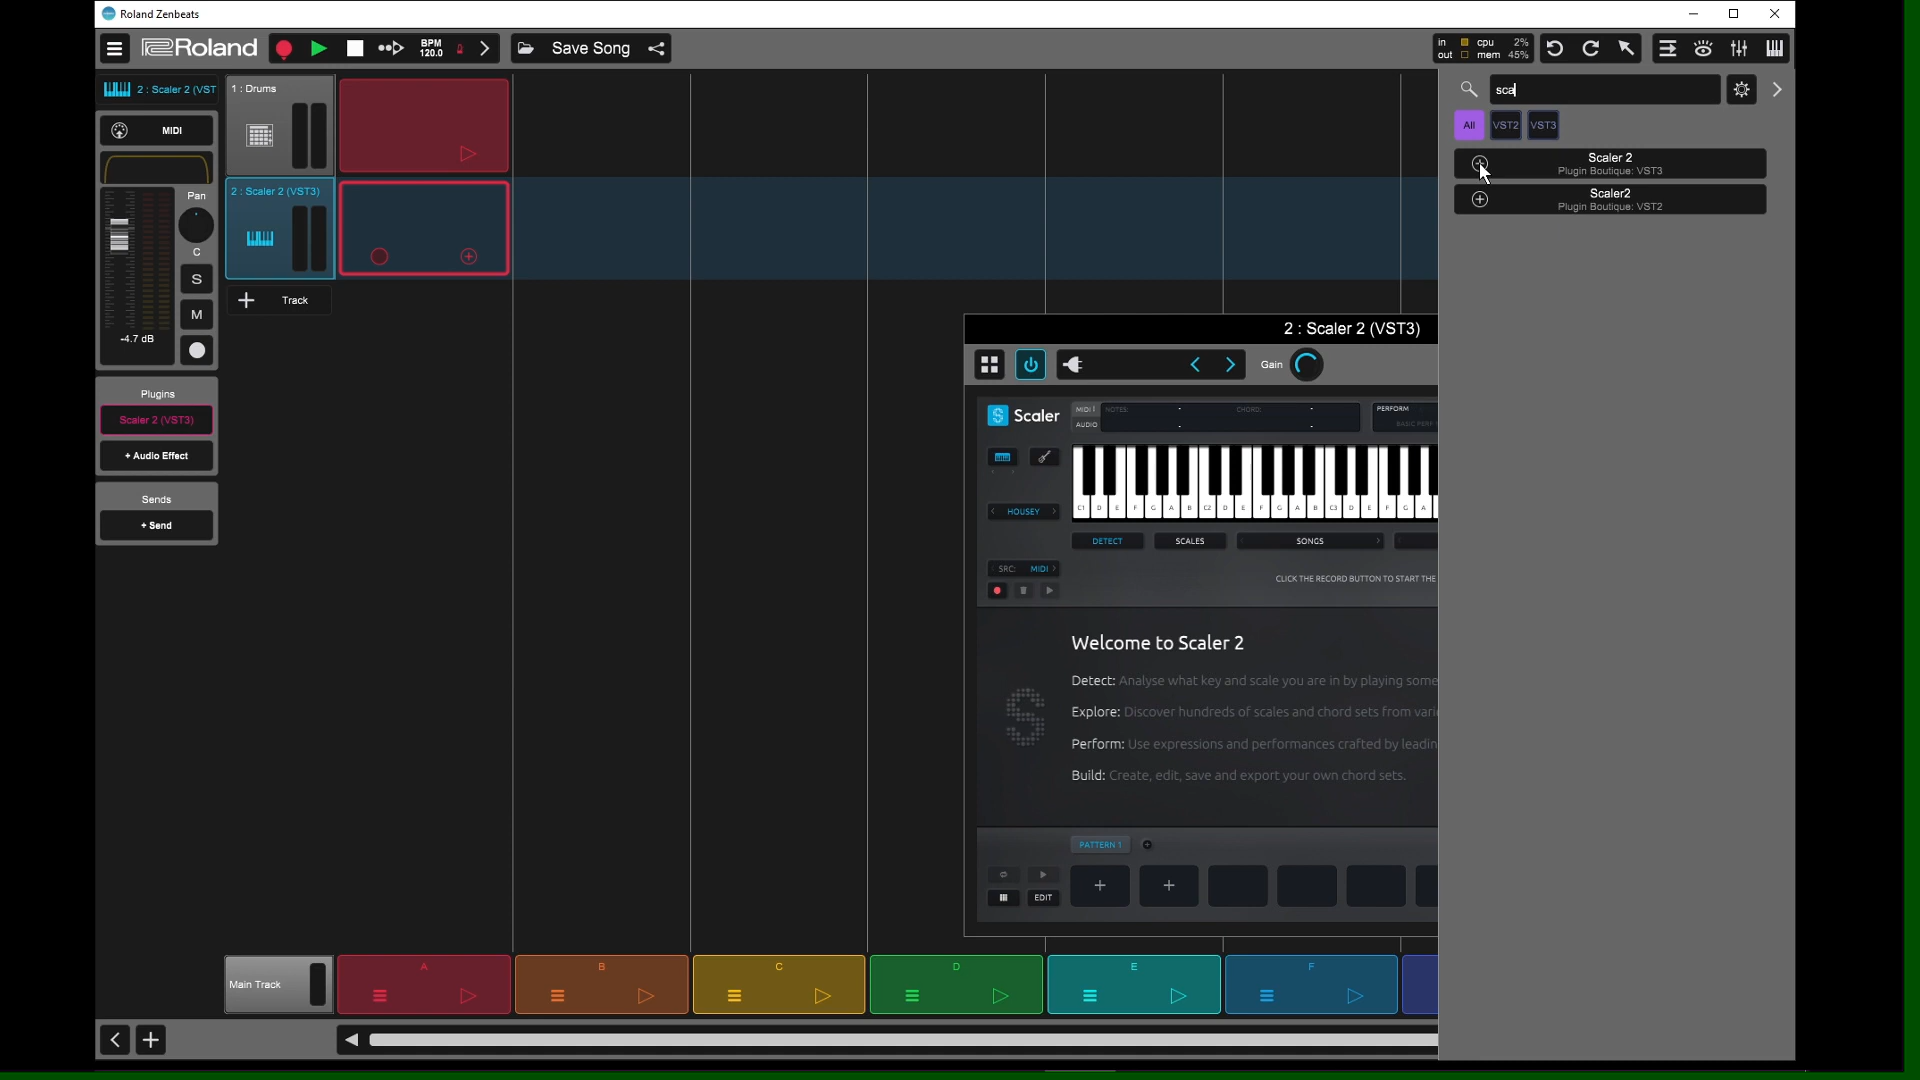 Roland Zenbeats
Roland
BPM
120.0
Save Song
in
out
cpu
mem
2%
45%
2 : Scaler 2 (VST
MIDI
Pan
C
S
M
-4.7 dB
Plugins
Scaler 2 (VST3)
+ Audio Effect
Sends
+ Send
1 : Drums
2 : Scaler 2 (VST3)
+ Track
sca
All
VST2
VST3
Scaler 2
Plugin Boutique: VST3
Scaler2
Plugin Boutique: VST2
2 : Scaler 2 (VST3)
Gain
S
Scaler
MIDI
AUDIO
NOTES:
CHORD:
PERFORM
BASIC PERF
C1 D E F G A B C2 D E F G A B C3 D E F G A
HOUSEY
DETECT
SCALES
SONGS
SRC: MIDI
CLICK THE RECORD BUTTON TO START THE
Welcome to Scaler 2
Detect: Analyse what key and scale you are in by playing some
Explore: Discover hundreds of scales and chord sets from vari
Perform: Use expressions and performances crafted by leadin
Build: Create, edit, save and export your own chord sets.
PATTERN 1
EDIT
Main Track
A
B
C
D
E
F